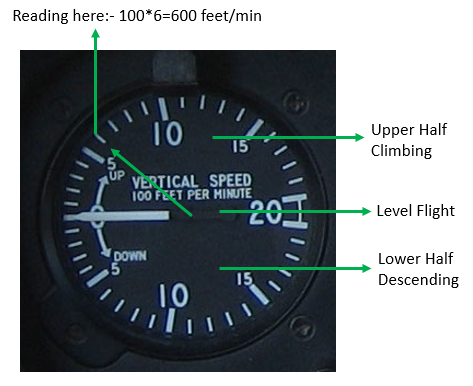 Reading here:- 100*6=600 feet/min
10
15
5
UP
VERTICAL SPEED
100 FEET PER MINUTE
0
20
DOWN
5
10
15
Upper Half
Climbing
Level Flight
Lower Half
Descending